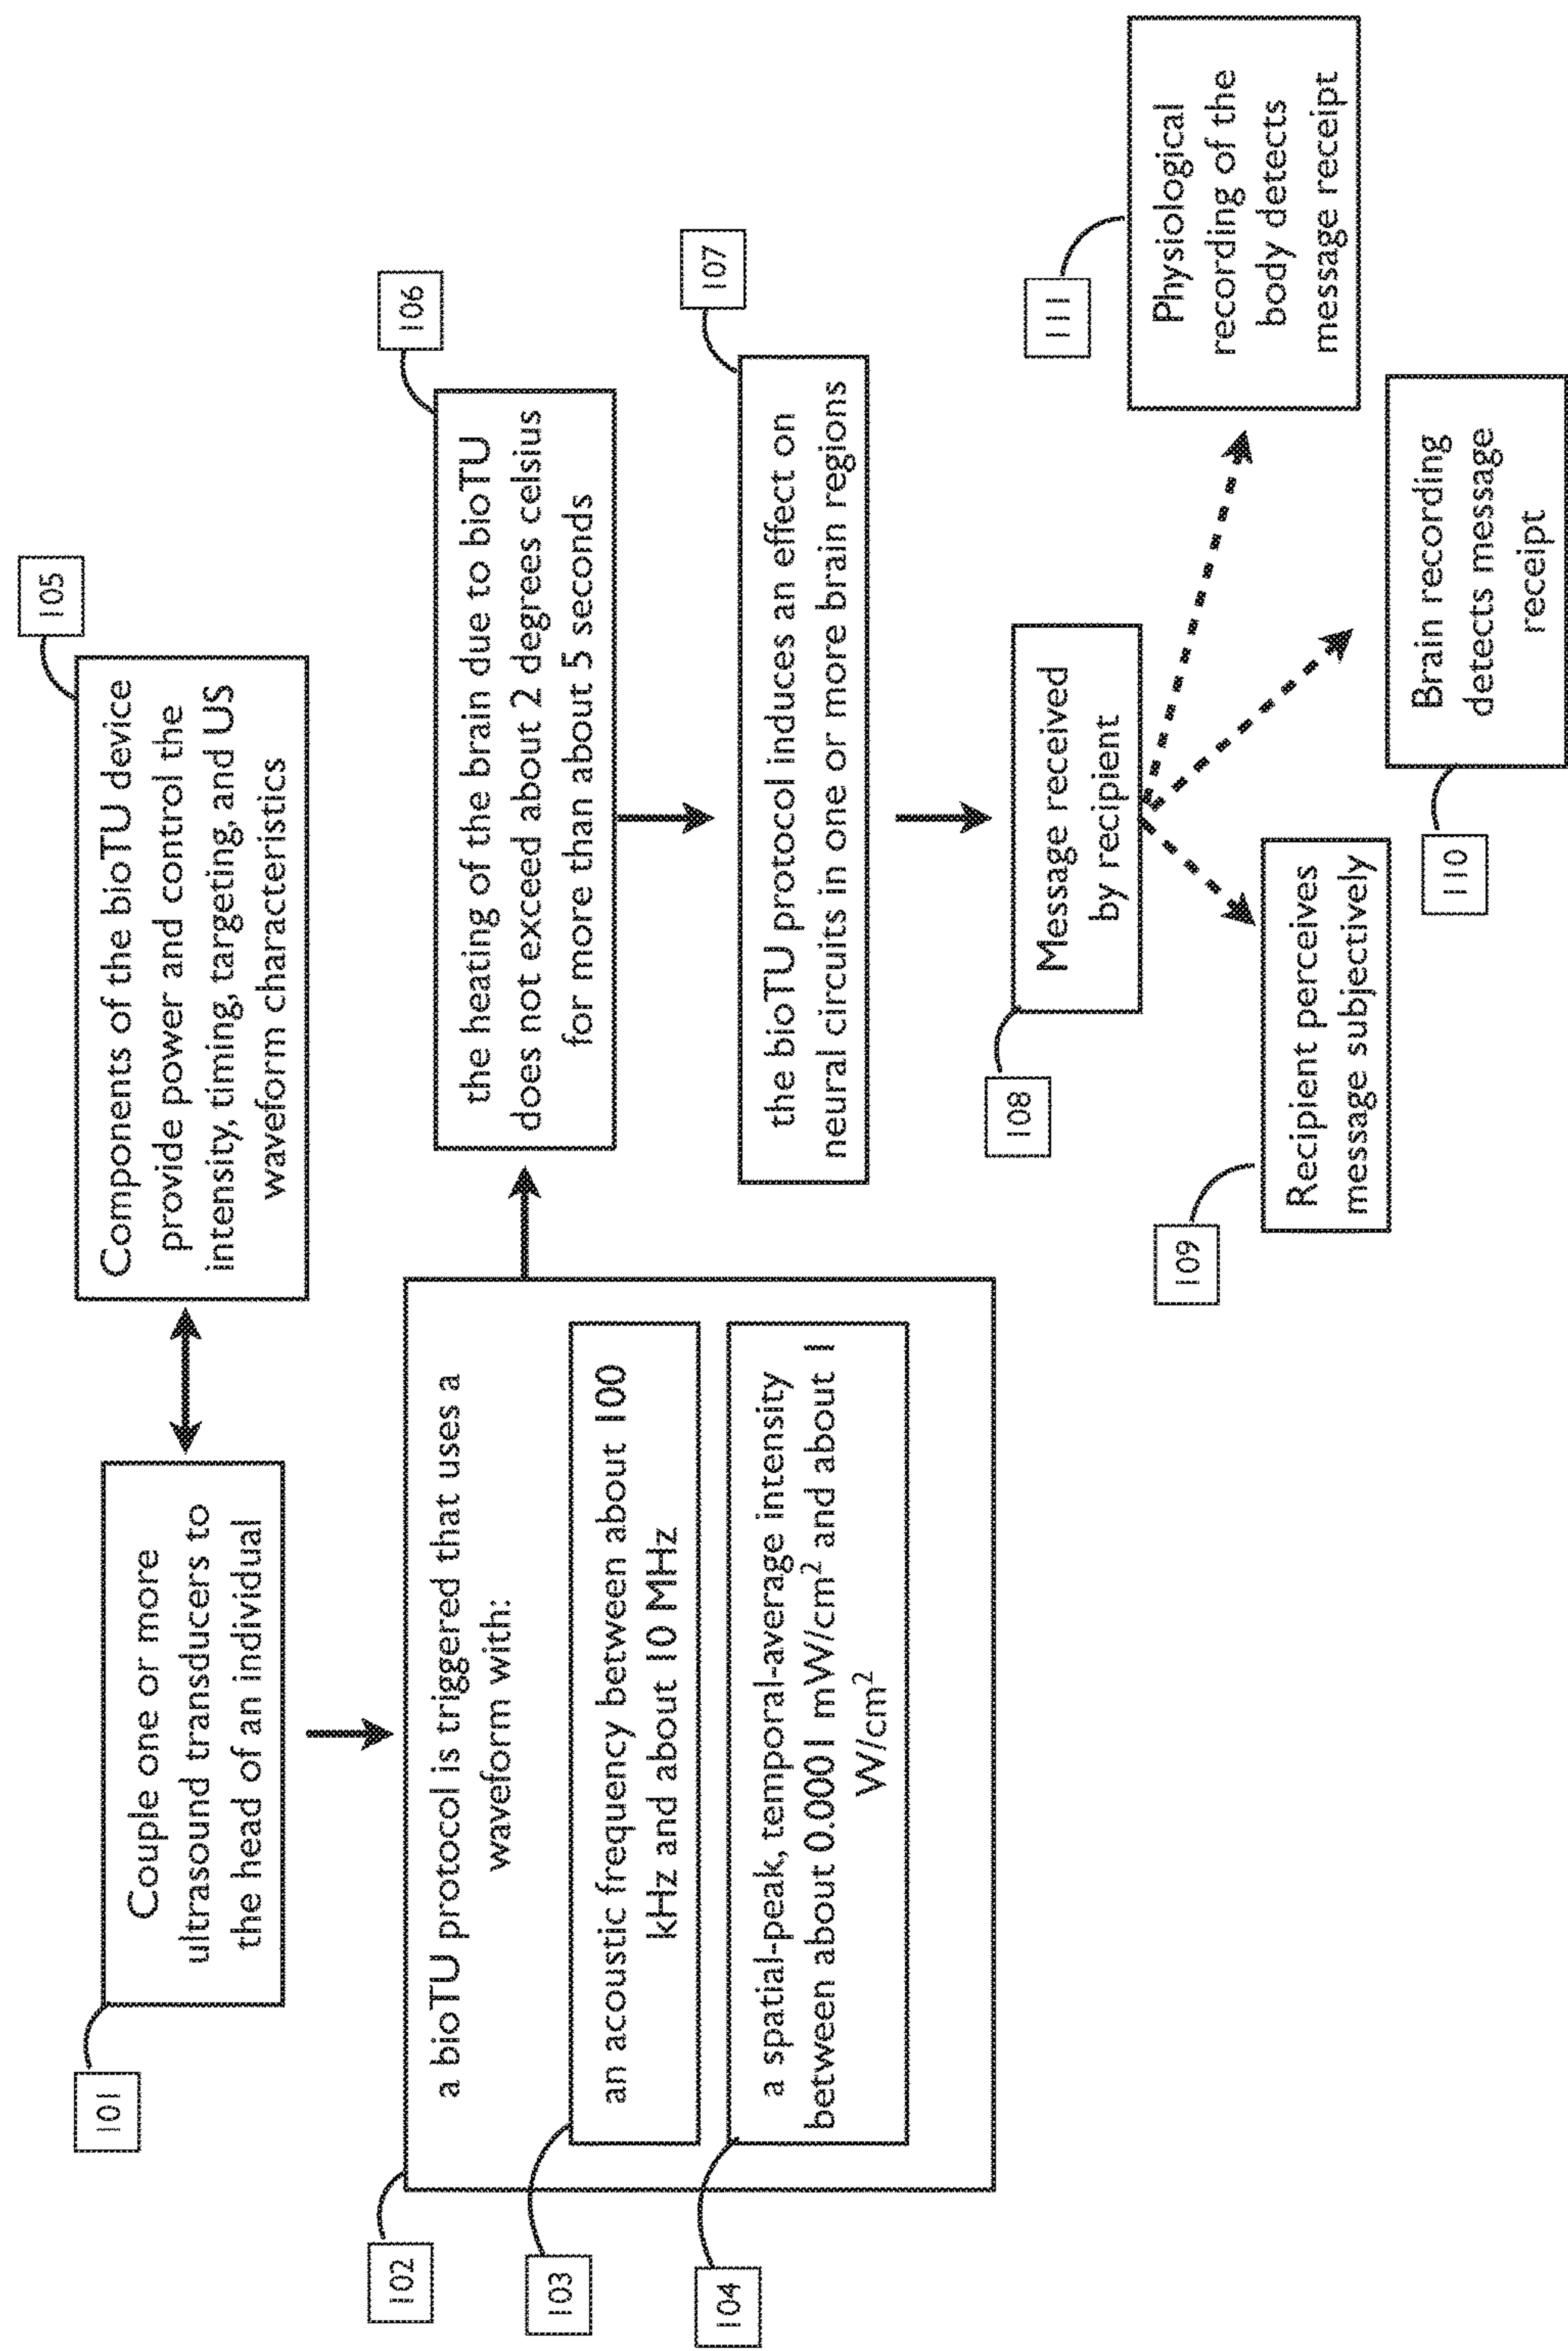 101
Couple one or more
ultrasound transducers to
the head of an individual
105
Components of the bioTU device
provide power and control the
intensity, timing, targeting, and US
waveform characteristics
102
a bioTU protocol is triggered that uses a
waveform with:
103
an acoustic frequency between about 100
kHz and about 10 MHz
104
a spatial-peak, temporal-average intensity
between about 0.0001 mW/cm² and about 1
W/cm²
106
the heating of the brain due to bioTU
does not exceed about 2 degrees celsius
for more than about 5 seconds
107
the bioTU protocol induces an effect on
neural circuits in one or more brain regions
108
Message received
by recipient
109
Recipient perceives
message subjectively
110
Brain recording
detects message
receipt
111
Physiological
recording of the
body detects
message receipt